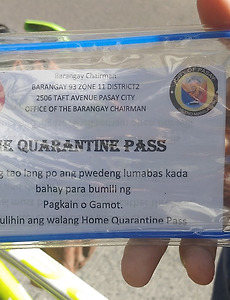 Barangay Chairman:
BARANGAY 93 ZONE 11 DISTRICT2
2506 TAFT AVENUE PASAY CITY
OFFICE OF THE BARANGAY CHAIRMAN
QUARANTINE PASS
tao lang po ang pwedeng lumabas kada
bahay para bumili ng
Pagkain o Gamot.
ang walang Home Quarantine Pass